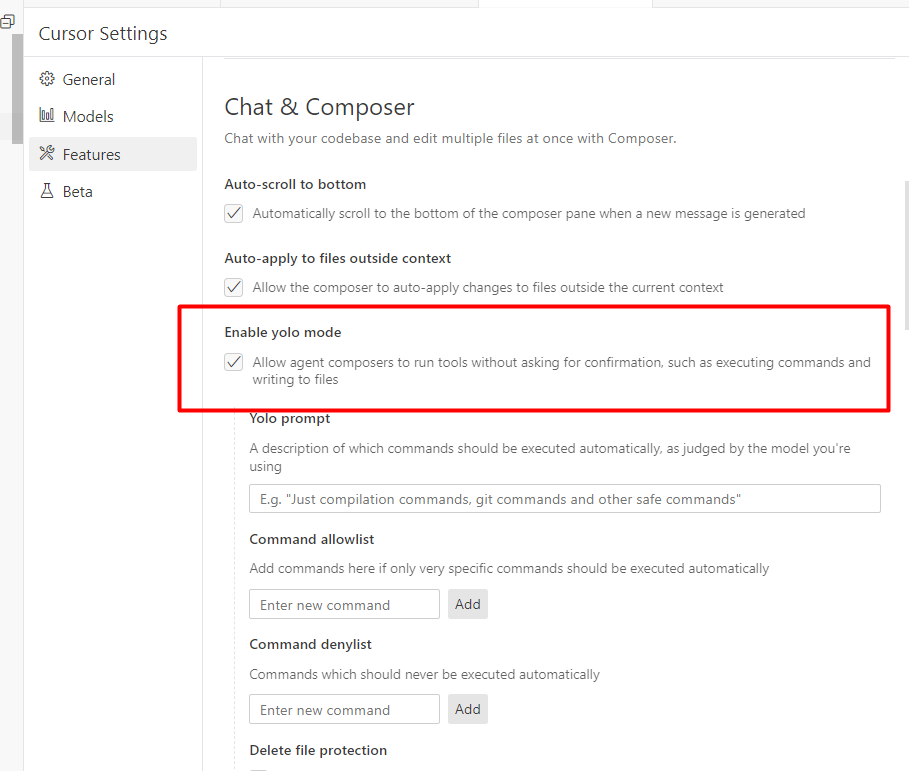 Cursor Settings
General
Models
Features
Beta
Chat & Composer
Chat with your codebase and edit multiple files at once with Composer.
Auto-scroll to bottom
Automatically scroll to the bottom of the composer pane when a new message is generated
Auto-apply to files outside context
Allow the composer to auto-apply changes to files outside the current context
Enable yolo mode
Allow agent composers to run tools without asking for confirmation, such as executing commands and
writing to files
Yolo prompt
A description of which commands should be executed automatically, as judged by the model you're
using
E.g. "Just compilation commands, git commands and other safe commands"
Command allowlist
Add commands here if only very specific commands should be executed automatically
Enter new command
Add
Command denylist
Commands which should never be executed automatically
Enter new command
Add
Delete file protection